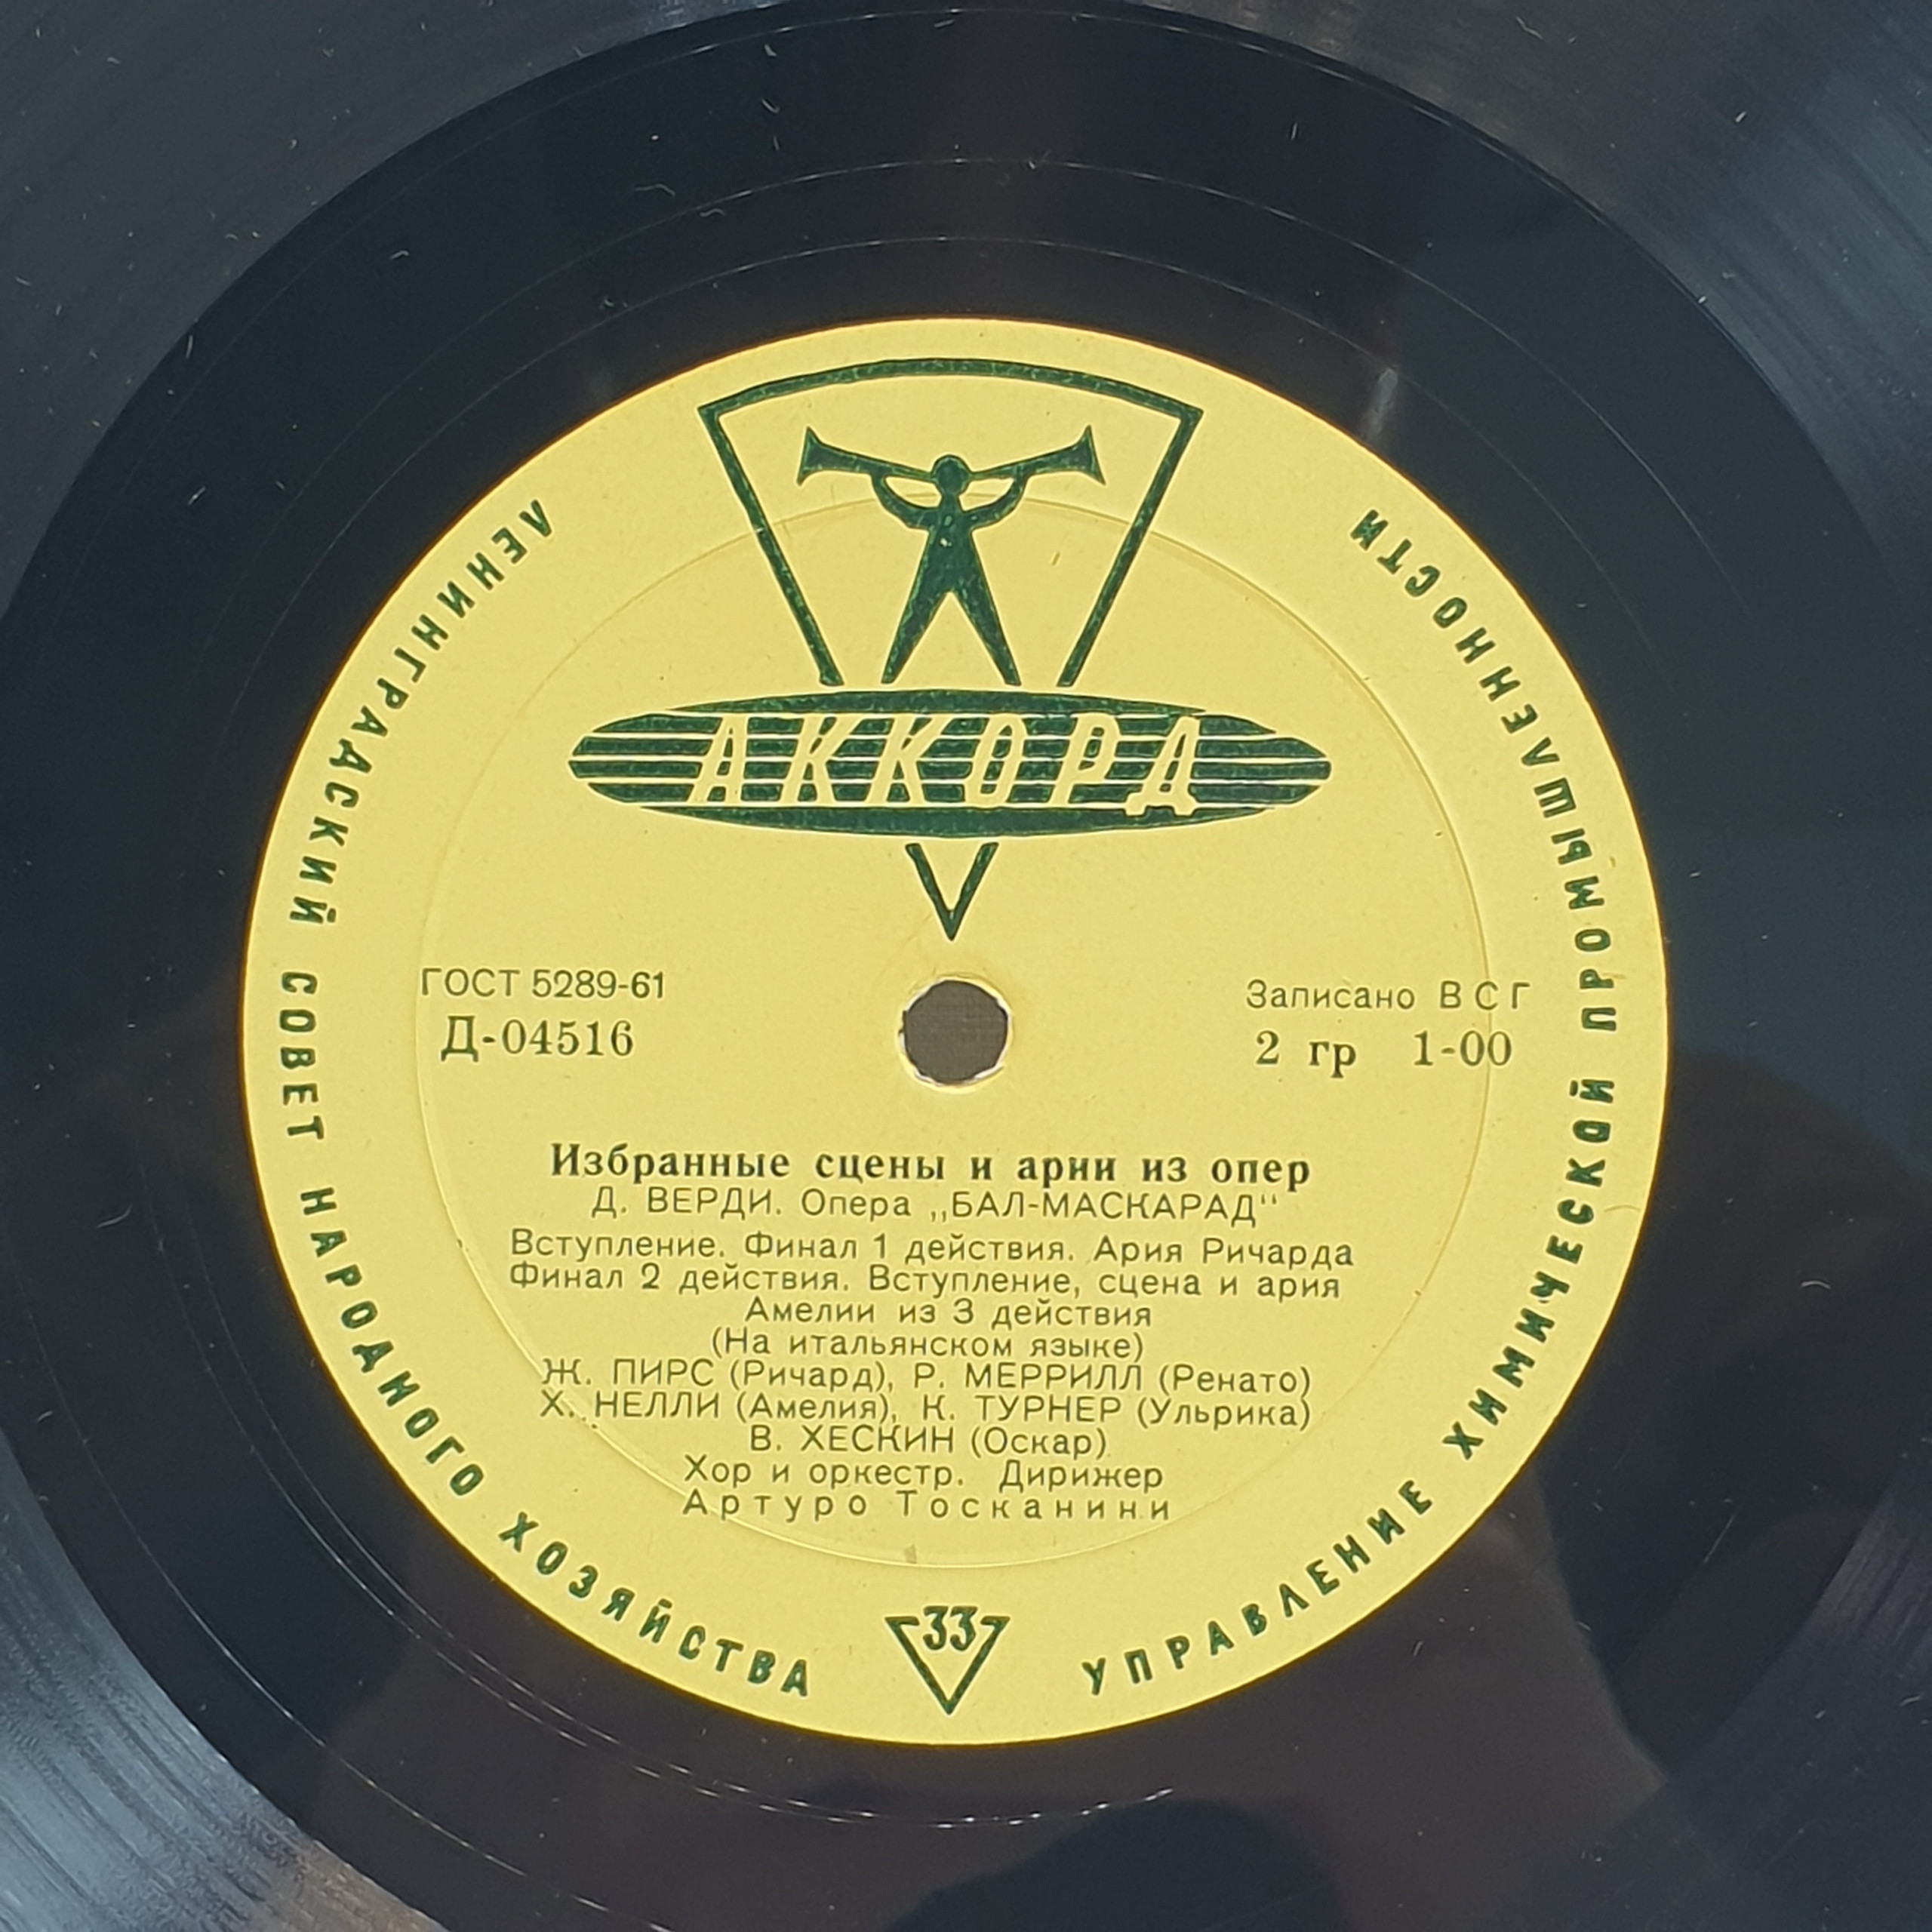 АККОРД
ЛЕНИНГРАДСКИЙ СОВЕТ НАРОДНОГО ХОЗЯЙСТВА
УПРАВЛЕНИЕ ХИМИЧЕСКОЙ ПРОМЫШЛЕННОСТИ
ГОСТ 5289-61
Д-04516
Записано ВСГ
2 гр 1-00
Избранные сцены и арии из опер
Д. ВЕРДИ. Опера „БАЛ-МАСКАРАД“
Вступление. Финал 1 действия. Ария Ричарда
Финал 2 действия. Вступление, сцена и ария
Амелии из 3 действия
(На итальянском языке)
Ж. ПИРС (Ричард), Р. МЕРРИЛЛ (Ренато)
Х. НЕЛЛИ (Амелия), К. ТУРНЕР (Ульрика)
В. ХЕСКИН (Оскар)
Хор и оркестр. Дирижер
Артуро Тосканини
33